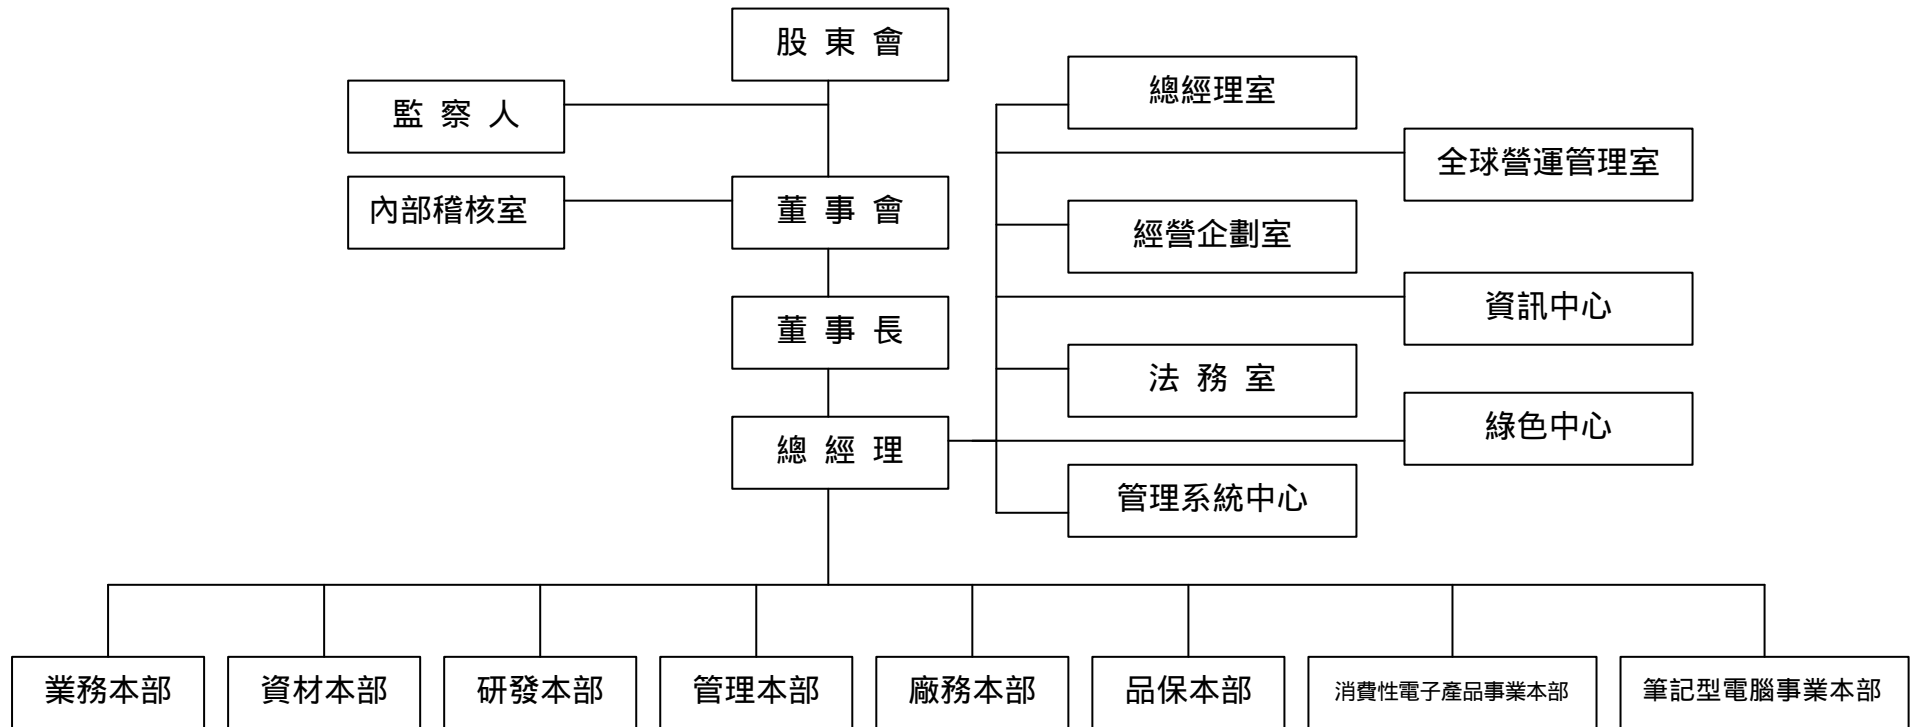 股 東 會
監 察 人
總經理室
全球營運管理室
內部稽核室
董 事 會
經營企劃室
資訊中心
董 事 長
法 務 室
綠色中心
總 經 理
管理系統中心
業務本部
資材本部
研發本部
管理本部
廠務本部
品保本部
消費性電子產品事業本部
筆記型電腦事業本部